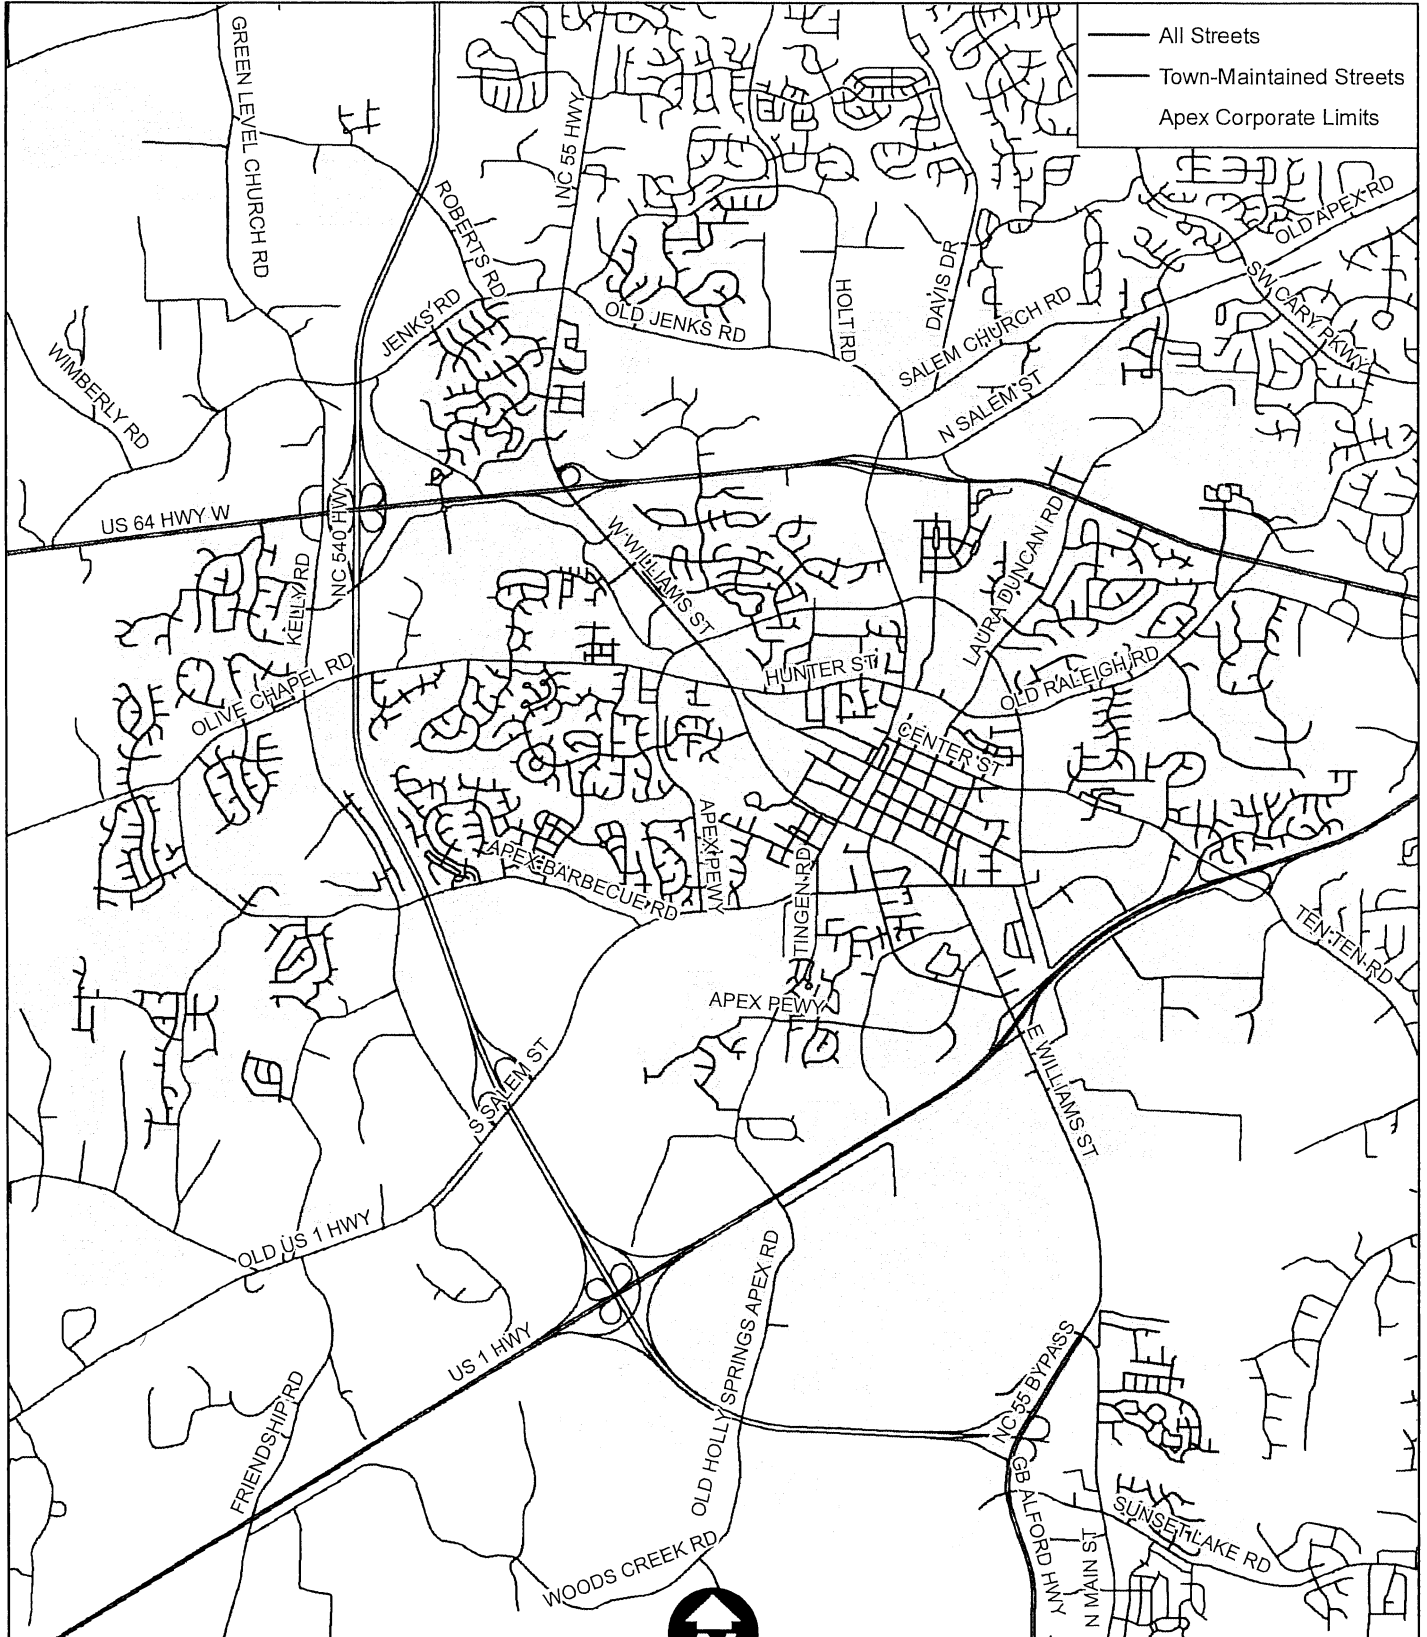 All Streets
Town-Maintained Streets
Apex Corporate Limits
GREEN LEVEL CHURCH RD
NC 55 HWY
ROBERTS RD
OLD APEX RD
SW CARY PKWY
DAVIS DR
HOLT RD
JENKS RD
OLD JENKS RD
SALEM CHURCH RD
WIMBERLY RD
N SALEM ST
US 64 HWY W
NC 540 HWY
KELLY RD
W WILLIAMS ST
LAURA DUNCAN RD
OLIVE CHAPEL RD
HUNTER ST
OLD RALEIGH RD
CENTER ST
APEX PEWY
APEX BARBECUE RD
TINGEN RD
TEN TEN RD
APEX PEWY
E WILLIAMS ST
S SALEM ST
OLD US 1 HWY
OLD HOLLY SPRINGS APEX RD
US 1 HWY
NC 55 BYPASS
FRIENDSHIP RD
GB ALFORD HWY
SUNSET LAKE RD
N MAIN ST
WOODS CREEK RD